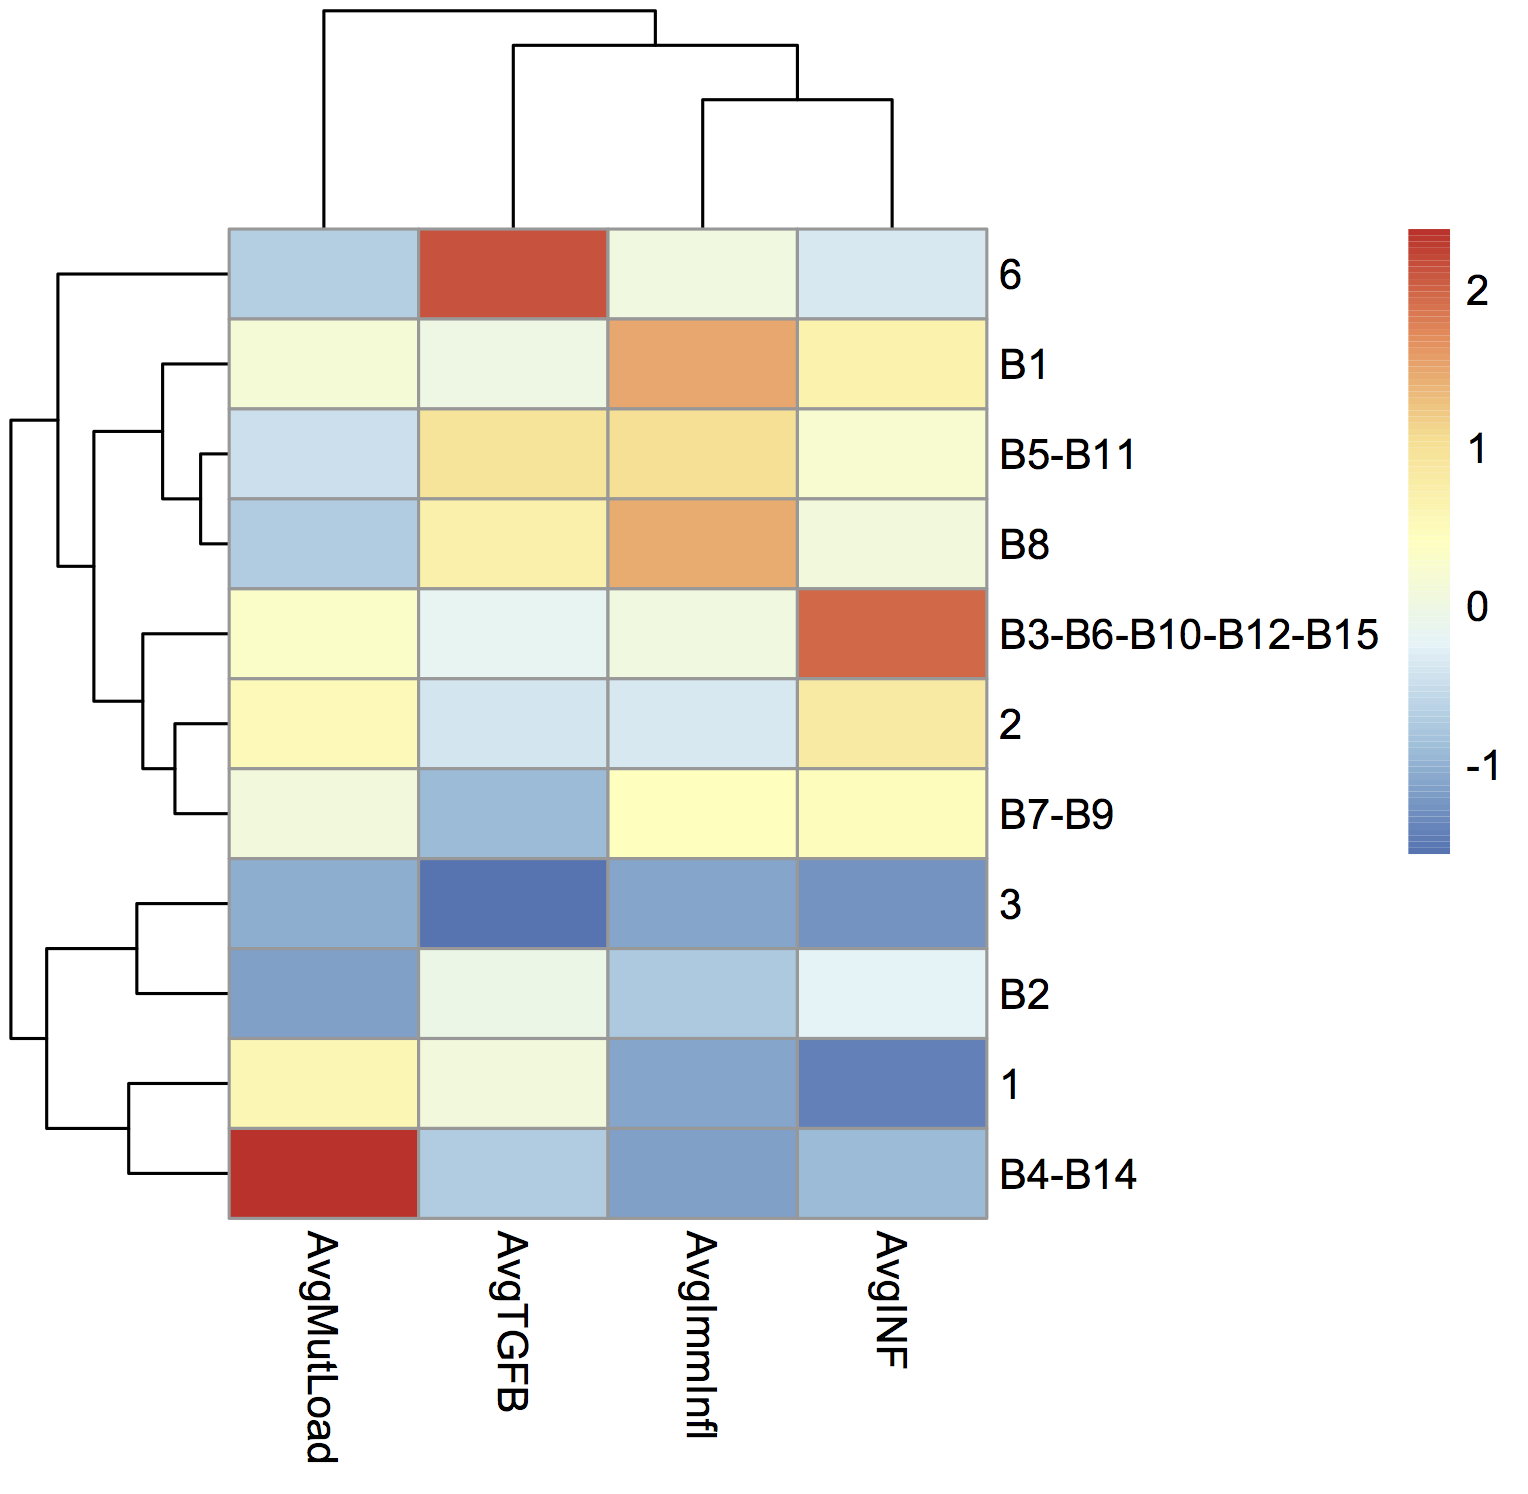 6
B1
B5-B11
B8
B3-B6-B10-B12-B15
2
B7-B9
3
B2
1
B4-B14
AvgMutLoad
AvgTGFB
AvgImmInfl
AvgINF
2
1
0
-1